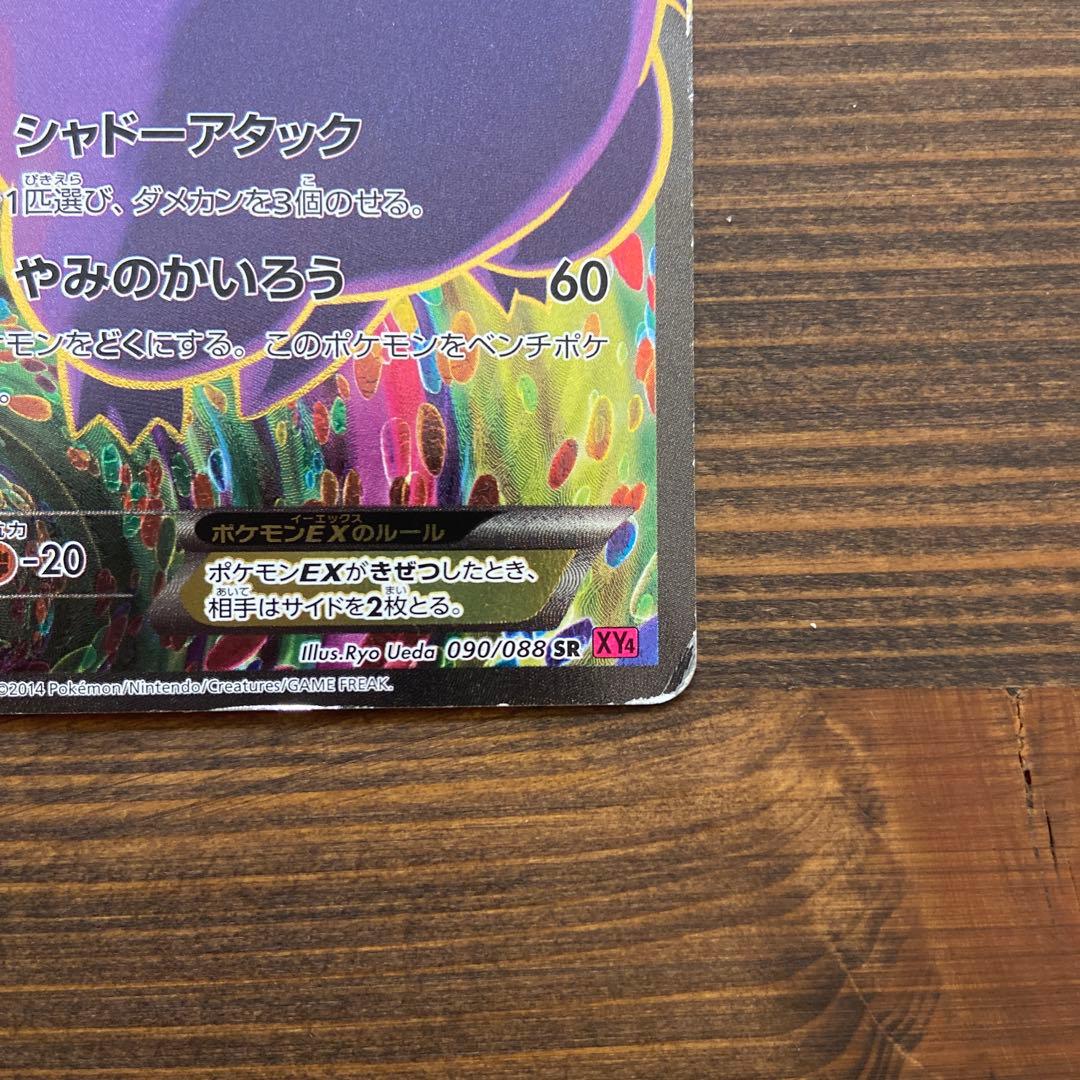 シャドーアタック
びきえら こ
1匹選び、ダメカンを3個のせる。
やみのかいろう 60
モンをどくにする。このポケモンをベンチポケ
。
力
-20
イーエックス
ポケモンEXのルール
ポケモンEXがきぜつしたとき、
あいて まい
相手はサイドを2枚とる。
Illus.Ryo Ueda 090/088 SR XY4
©2014 Pokémon/Nintendo/Creatures/GAME FREAK.